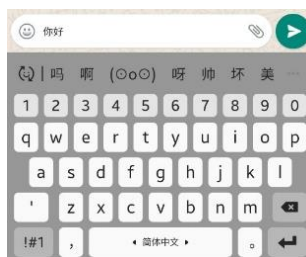 你好
吗 啊 (⊙o⊙) 呀 帅 坏 美 ...
1 2 3 4 5 6 7 8 9 0
q w e r t y u i o p
a s d f g h j k l
' z x c v b n m
!#1 , 简体中文 。